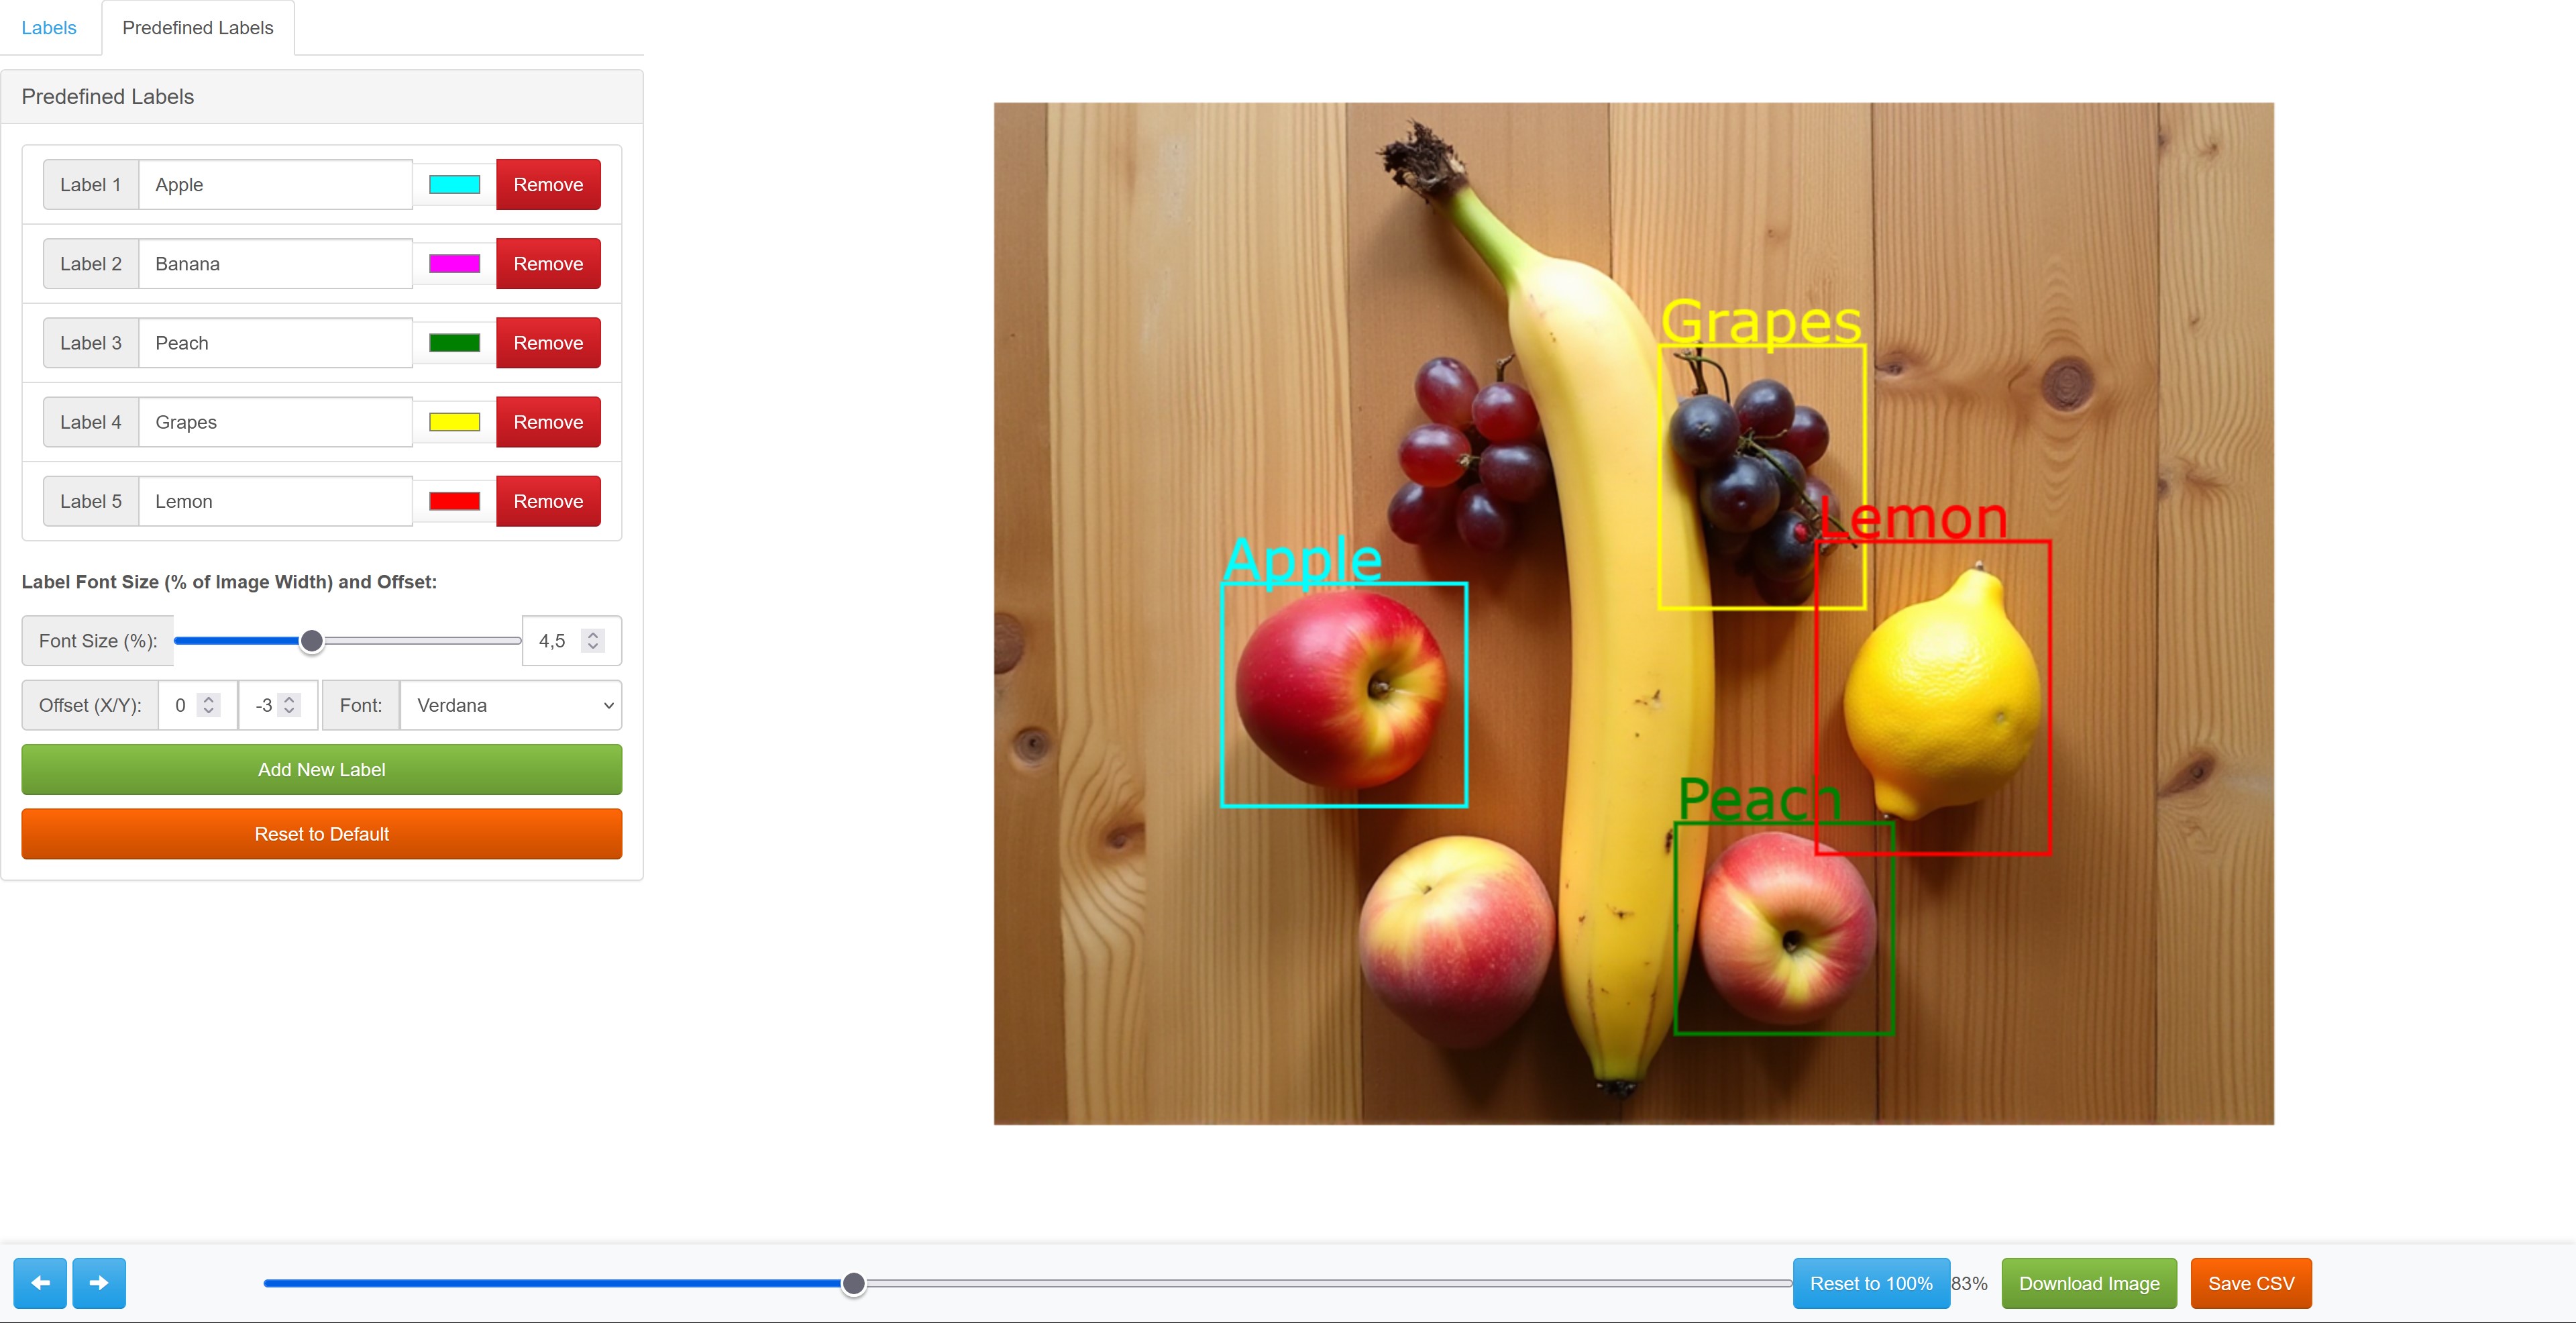 Labels Predefined Labels
Predefined Labels
Label 1 Apple Remove
Label 2 Banana Remove
Label 3 Peach Remove
Label 4 Grapes Remove
Label 5 Lemon Remove
Label Font Size (% of Image Width) and Offset:
Font Size (%): 4,5
Offset (X/Y): 0 -3 Font: Verdana
Add New Label
Reset to Default
Grapes
Lemon
Apple
Peach
Reset to 100% 83% Download Image Save CSV